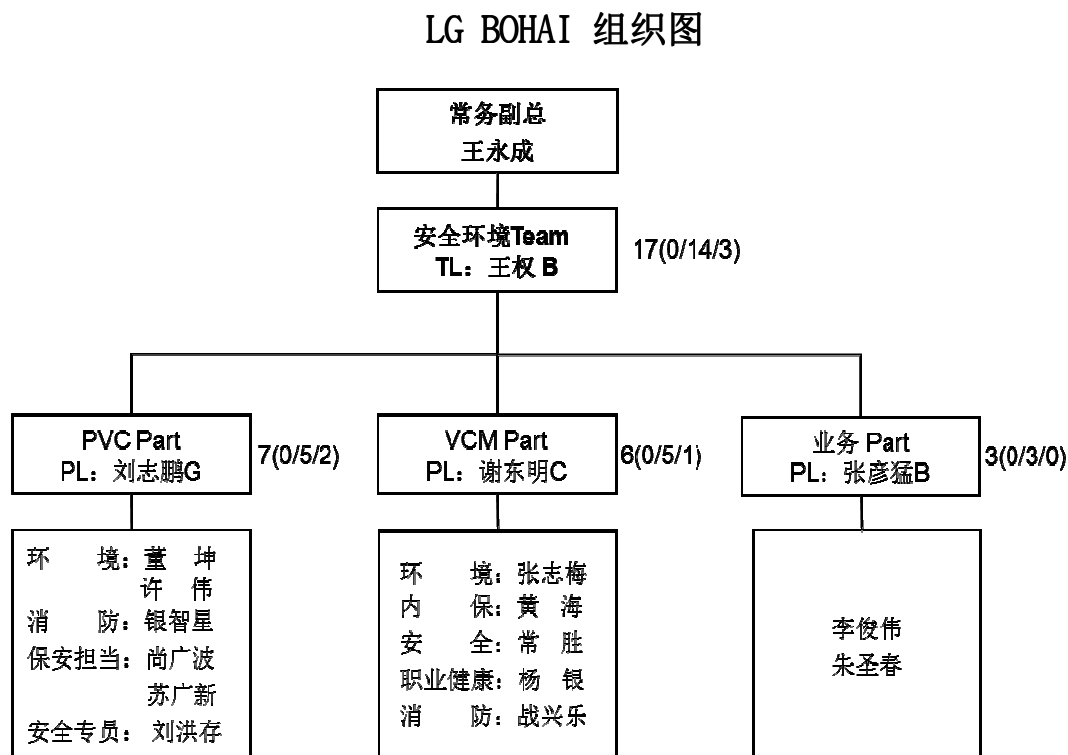 LG BOHAI 组织图
常务副总
王永成
安全环境Team
TL：王权 B
17(0/14/3)
PVC Part
PL：刘志鹏G
7(0/5/2)
VCM Part
PL：谢东明C
6(0/5/1)
业务 Part
PL：张彦猛B
3(0/3/0)
环 境：董 坤
许 伟
消 防：银智星
保安担当：尚广波
苏广新
安全专员：刘洪存
环 境：张志梅
内 保：黄 海
安 全：常 胜
职业健康：杨 银
消 防：战兴乐
李俊伟
朱圣春